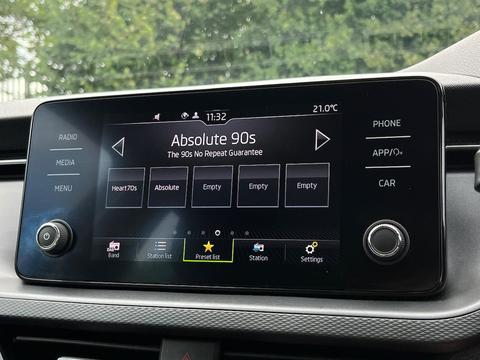 11:32
21.0°C
RADIO
MEDIA
MENU
Absolute 90s
The 90s No Repeat Guarantee
Heart70s
Absolute
Empty
Empty
Empty
Band
Station list
Preset list
Station
Settings
PHONE
APP/
CAR